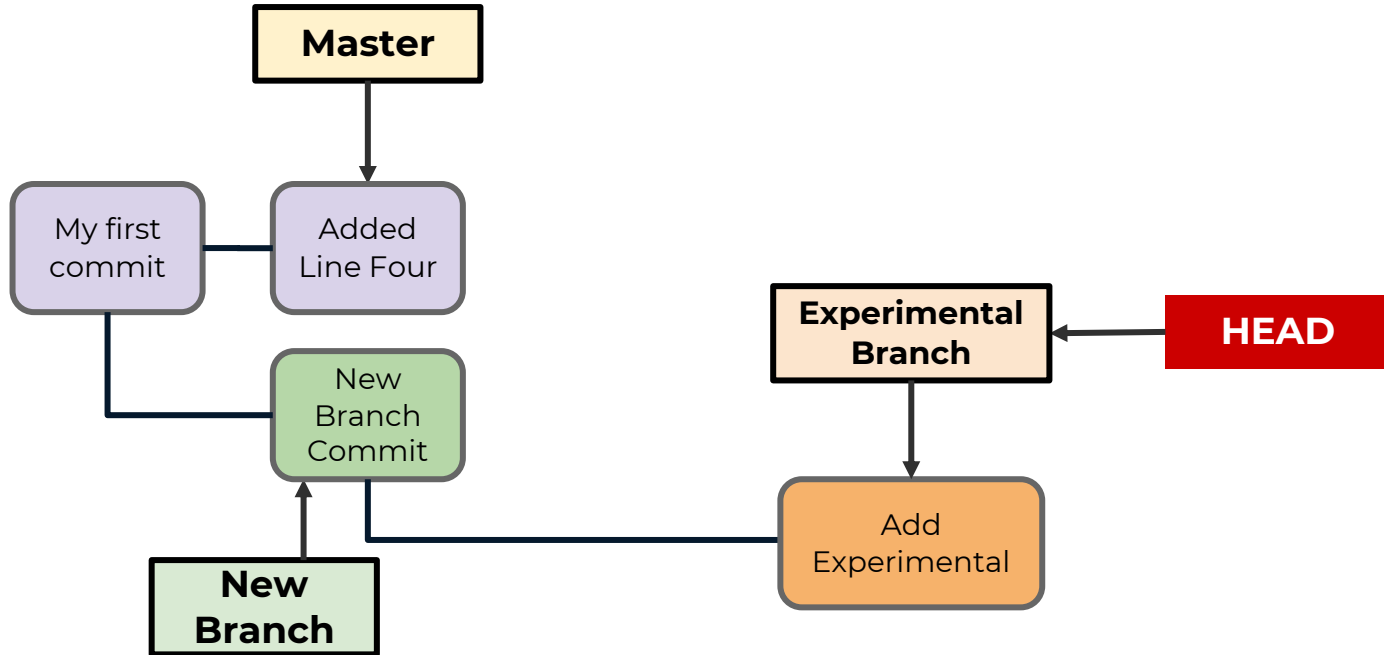 Master
My first
commit
Added
Line Four
Experimental
Branch
HEAD
New
Branch
Commit
Add
Experimental
New
Branch